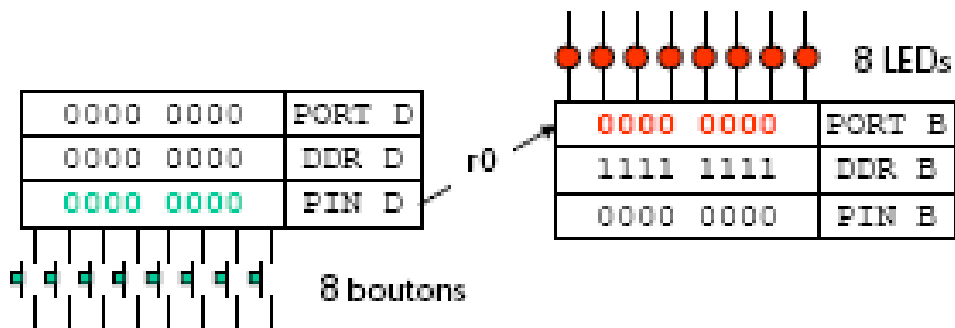 0000 0000 PORT D
0000 0000 DDR D
0000 0000 PIN D
8 boutons
r0
8 LEDs
0000 0000 PORT B
1111 1111 DDR B
0000 0000 PIN B